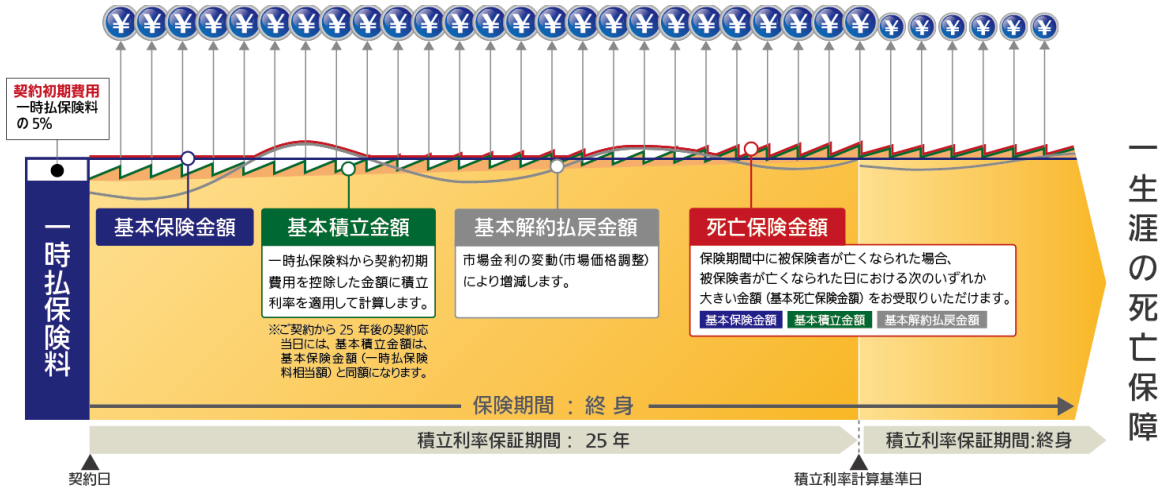 ¥ ¥ ¥ ¥ ¥ ¥ ¥ ¥ ¥ ¥ ¥ ¥ ¥ ¥ ¥ ¥ ¥ ¥ ¥ ¥ ¥ ¥ ¥ ¥ ¥ ¥ ¥ ¥ ¥ ¥ ¥
契約初期費用
一時払保険料
の5%
一時払保険料
基本保険金額
基本積立金額
一時払保険料から契約初期
費用を控除した金額に積立
利率を適用して計算します。
※ご契約から 25 年後の契約応
当日には、基本積立金額は、
基本保険金額(一時払保険
料相当額)と同額になります。
基本解約払戻金額
市場金利の変動(市場価格調整)
により増減します。
死亡保険金額
保険期間中に被保険者が亡くなられた場合、
被保険者が亡くなられた日における次のいずれか
大きい金額(基本死亡保険金額)をお受取りいただけます。
基本保険金額 基本積立金額 基本解約払戻金額
一生涯の死亡保障
保険期間 : 終 身
積立利率保証期間 : 25 年
積立利率保証期間:終身
契約日
積立利率計算基準日